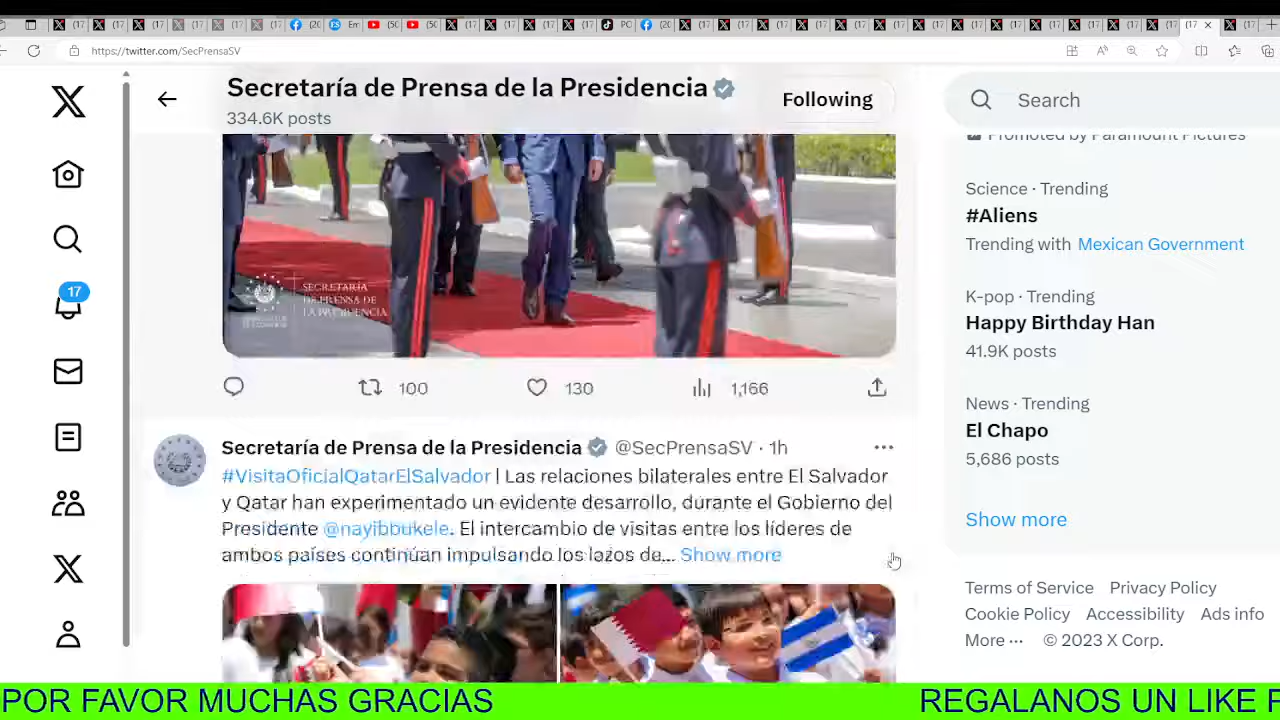 https://twitter.com/SecPrensaSV
Secretaría de Prensa de la Presidencia
334.6K posts
Following
Search
Promoted by Paramount Pictures
Science · Trending
#Aliens
Trending with Mexican Government
17
SECRETARÍA
DE PRENSA DE
LA PRESIDENCIA
K-pop · Trending
Happy Birthday Han
41.9K posts
100
130
1,166
News · Trending
El Chapo
5,686 posts
Show more
Secretaría de Prensa de la Presidencia @SecPrensaSV · 1h
#VisitaOficialQatarElSalvador | Las relaciones bilaterales entre El Salvador
y Qatar han experimentado un evidente desarrollo, durante el Gobierno del
Presidente @nayibbukele. El intercambio de visitas entre los líderes de
ambos países continúan impulsando los lazos de... Show more
Terms of Service Privacy Policy
Cookie Policy Accessibility Ads info
More ··· © 2023 X Corp.
POR FAVOR MUCHAS GRACIAS
REGALANOS UN LIKE